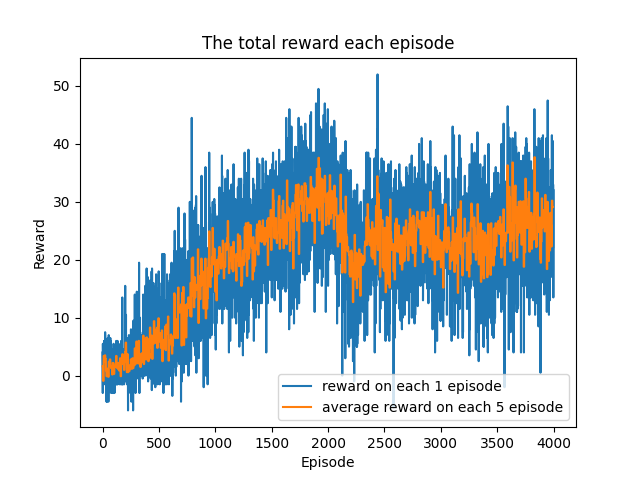 The total reward each episode
Reward
50
40
30
20
10
0
reward on each 1 episode
average reward on each 5 episode
0 500 1000 1500 2000 2500 3000 3500 4000
Episode